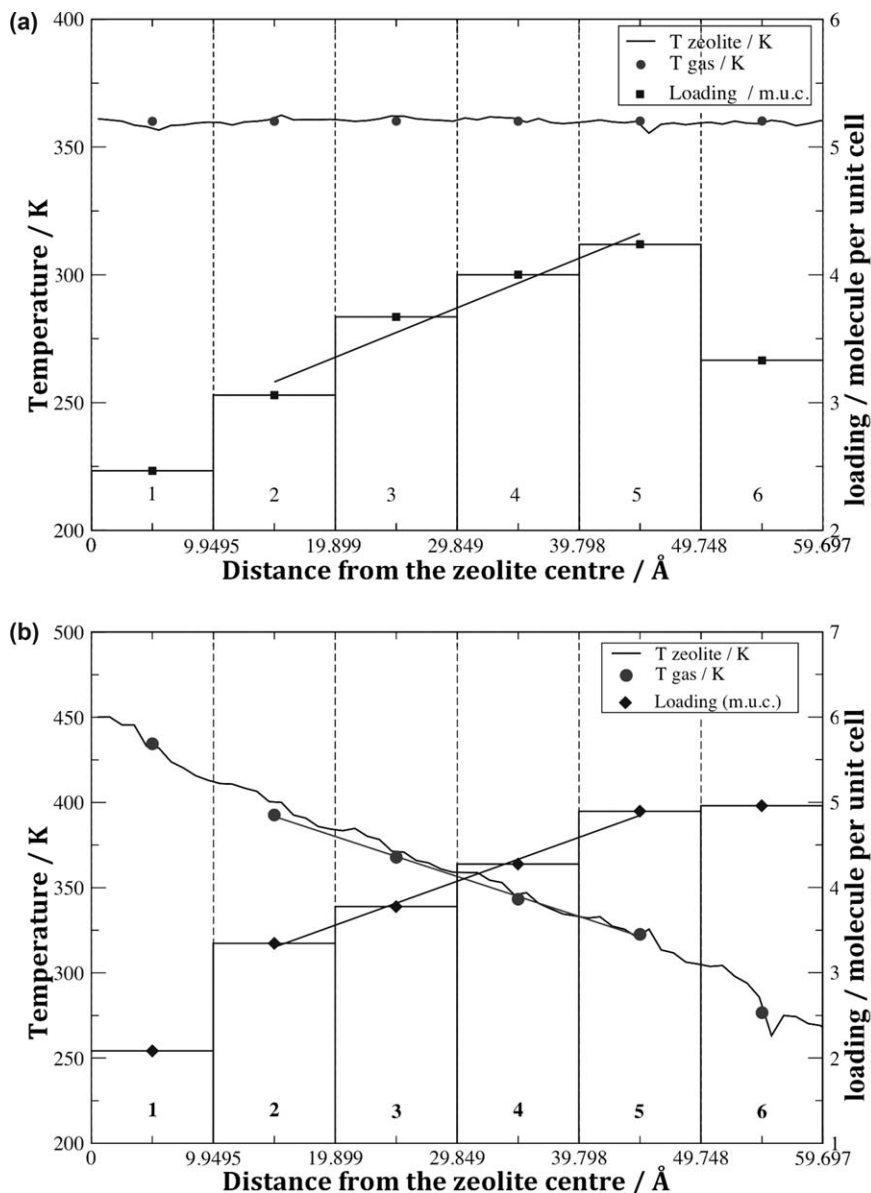 (a)
400
350
300
250
200
Temperature / K
T zeolite / K
T gas / K
Loading / m.u.c.
6
5
4
3
2
loading / molecule per unit cell
1 2 3 4 5 6
0 9.9495 19.899 29.849 39.798 49.748 59.697
Distance from the zeolite centre / Å
(b)
500
450
400
350
300
250
200
Temperature / K
T zeolite / K
T gas / K
Loading (m.u.c.)
7
6
5
4
3
2
1
loading / molecule per unit cell
1 2 3 4 5 6
0 9.9495 19.899 29.849 39.798 49.748 59.697
Distance from the zeolite centre / Å